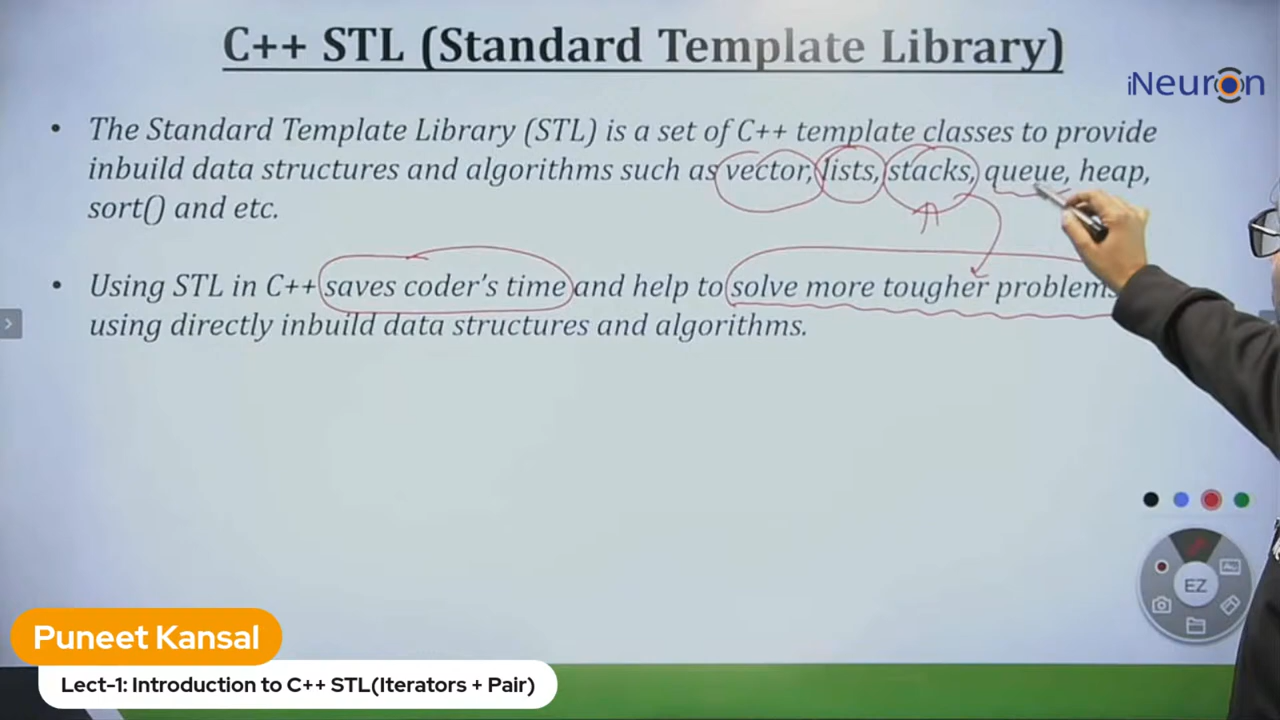 C++ STL (Standard Template Library)
iNeuron
• The Standard Template Library (STL) is a set of C++ template classes to provide
inbuild data structures and algorithms such as vector, lists, stacks, queue, heap,
sort() and etc.
• Using STL in C++ saves coder's time and help to solve more tougher problems
using directly inbuild data structures and algorithms.
EZ
Puneet Kansal
Lect-1: Introduction to C++ STL(Iterators + Pair)